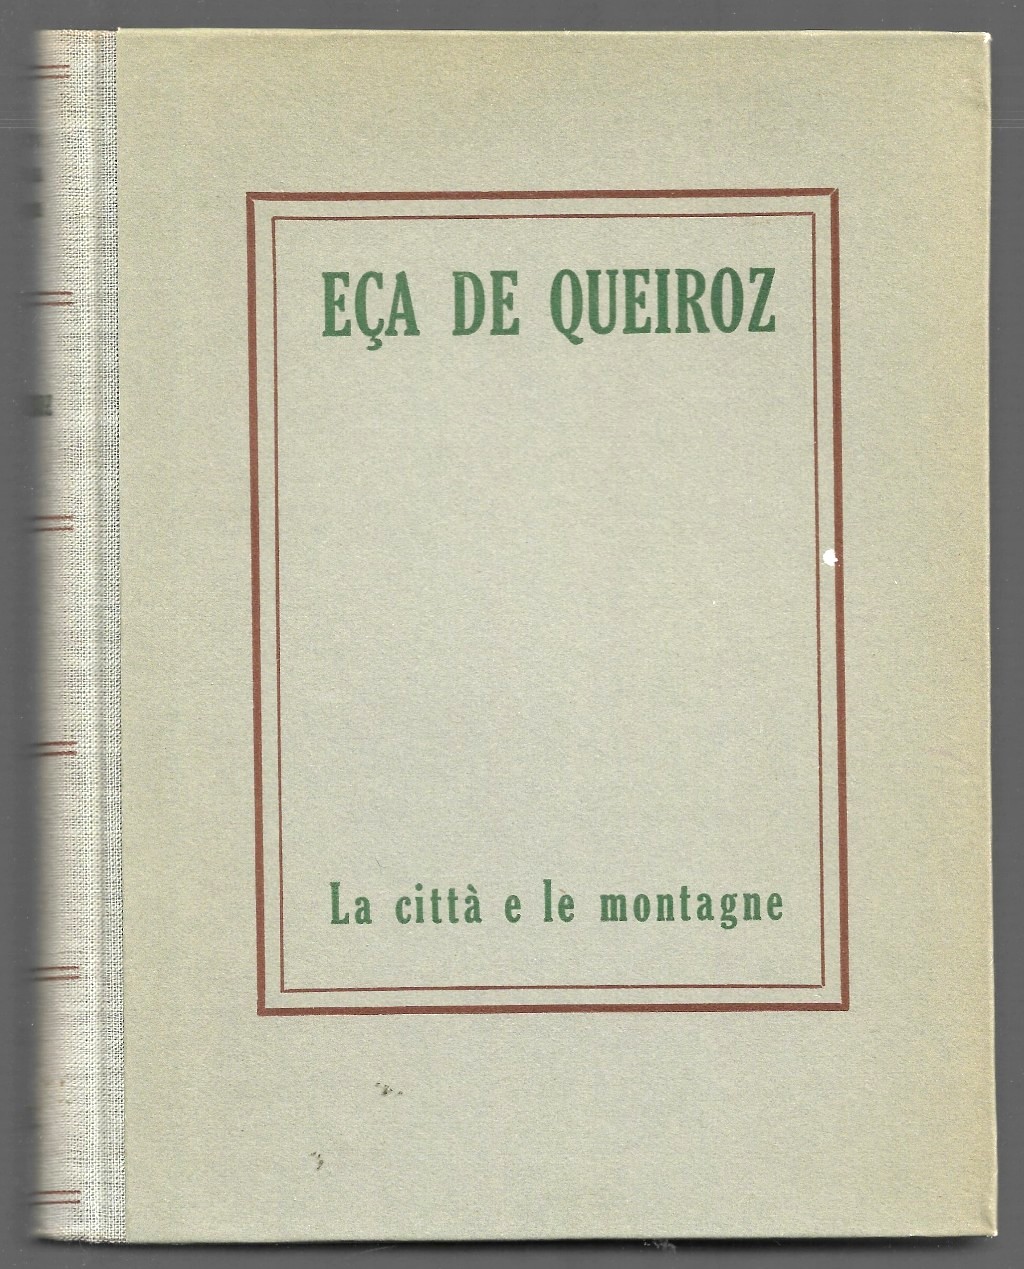 EÇA DE QUEIROZ
La città e le montagne